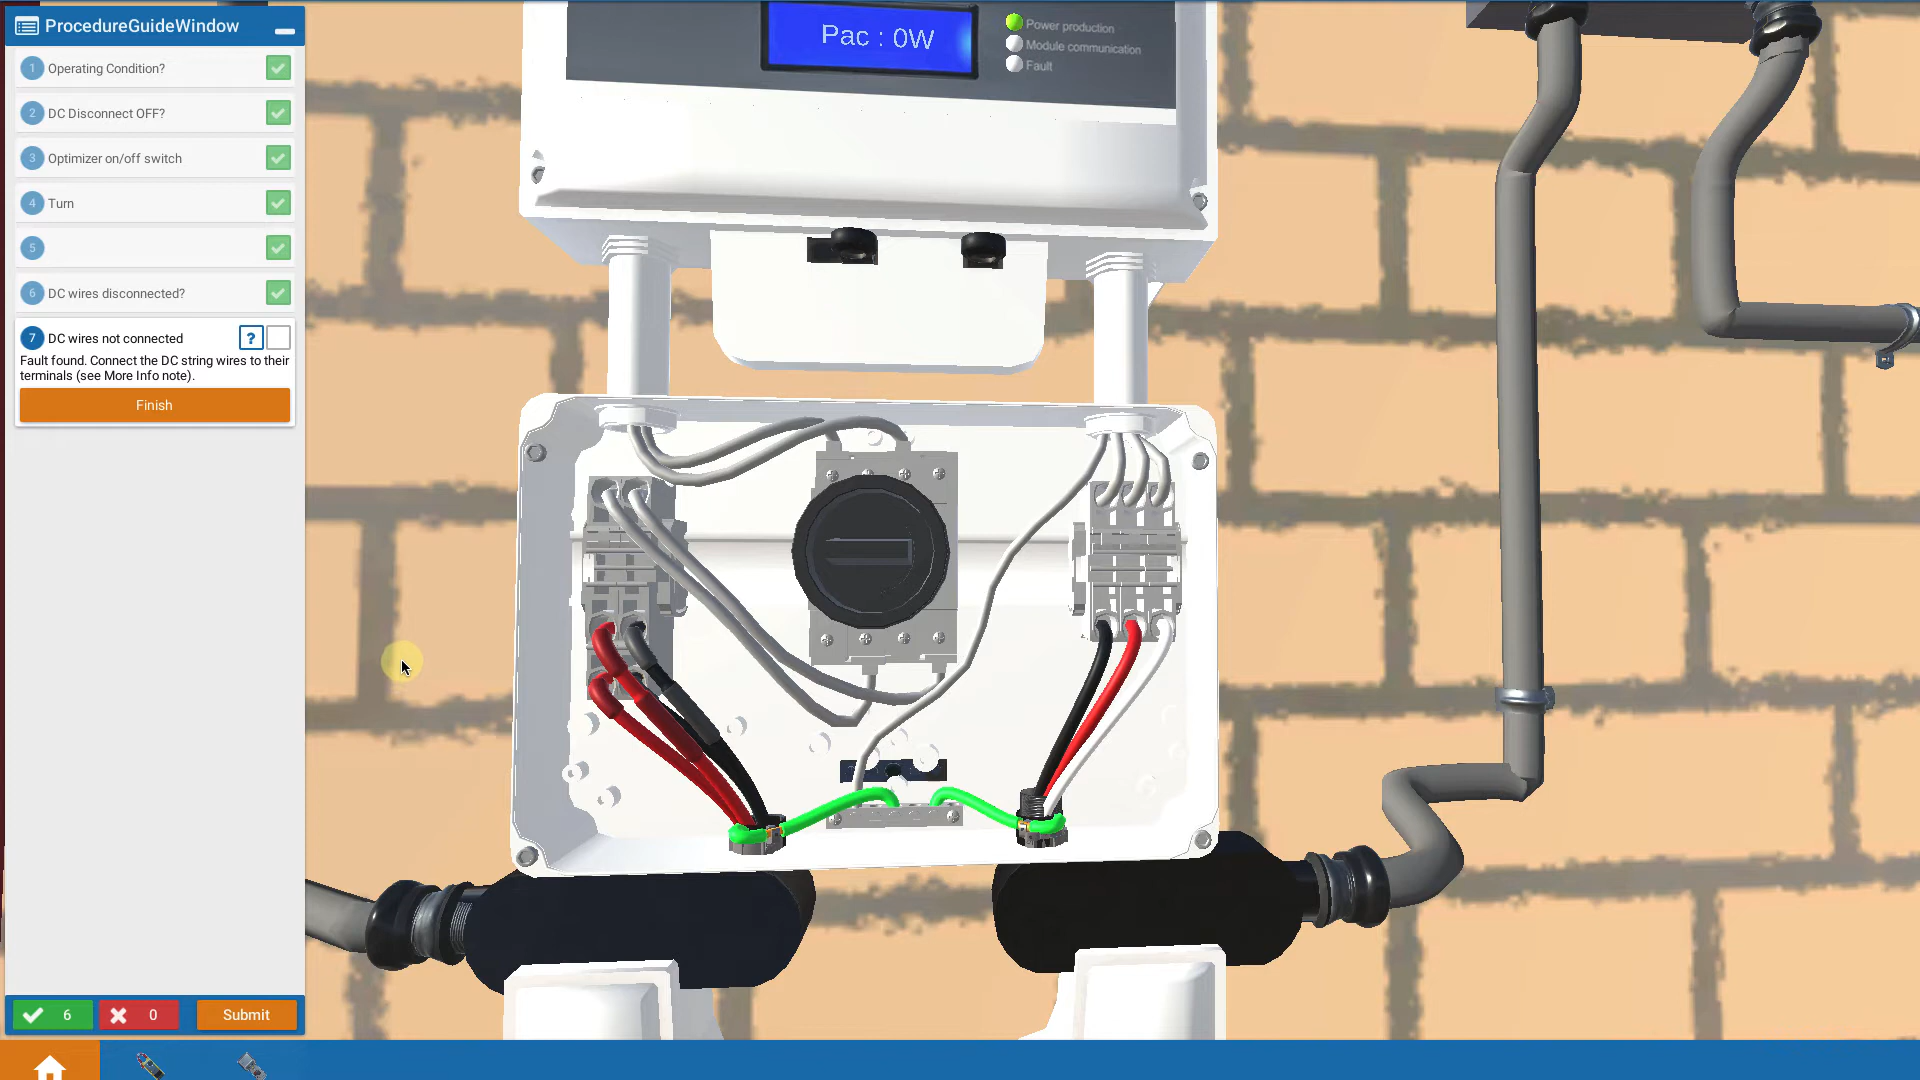 ProcedureGuideWindow
1 Operating Condition?
2 DC Disconnect OFF?
3 Optimizer on/off switch
4 Turn
5
6 DC wires disconnected?
7 DC wires not connected ?
Fault found. Connect the DC string wires to their
terminals (see More Info note).
Finish
6 0 Submit
Pac : 0W
Power production
Module communication
Fault